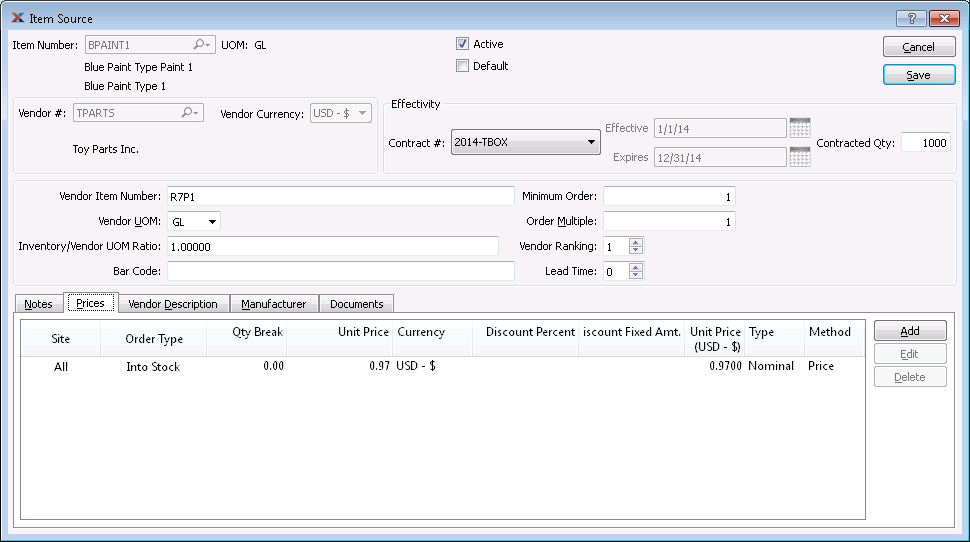 Item Source
?
Item Number: BPAINT1 UOM: GL
Active
Cancel
Blue Paint Type Paint 1
Default
Blue Paint Type 1
Save
Vendor #: TPARTS Vendor Currency: USD - $
Toy Parts Inc.
Effectivity
Contract #: 2014-TBOX
Effective 1/1/14
Expires 12/31/14
Contracted Qty: 1000
Vendor Item Number: R7P1
Minimum Order: 1
Vendor UOM: GL
Order Multiple: 1
Inventory/Vendor UOM Ratio: 1.00000
Vendor Ranking: 1
Bar Code:
Lead Time: 0
Notes Prices Vendor Description Manufacturer Documents
Site Order Type Qty Break Unit Price Currency Discount Percent iscount Fixed Amt. Unit Price (USD - $) Type Method
All Into Stock 0.00 0.97 USD - $ 0.9700 Nominal Price
Add
Edit
Delete